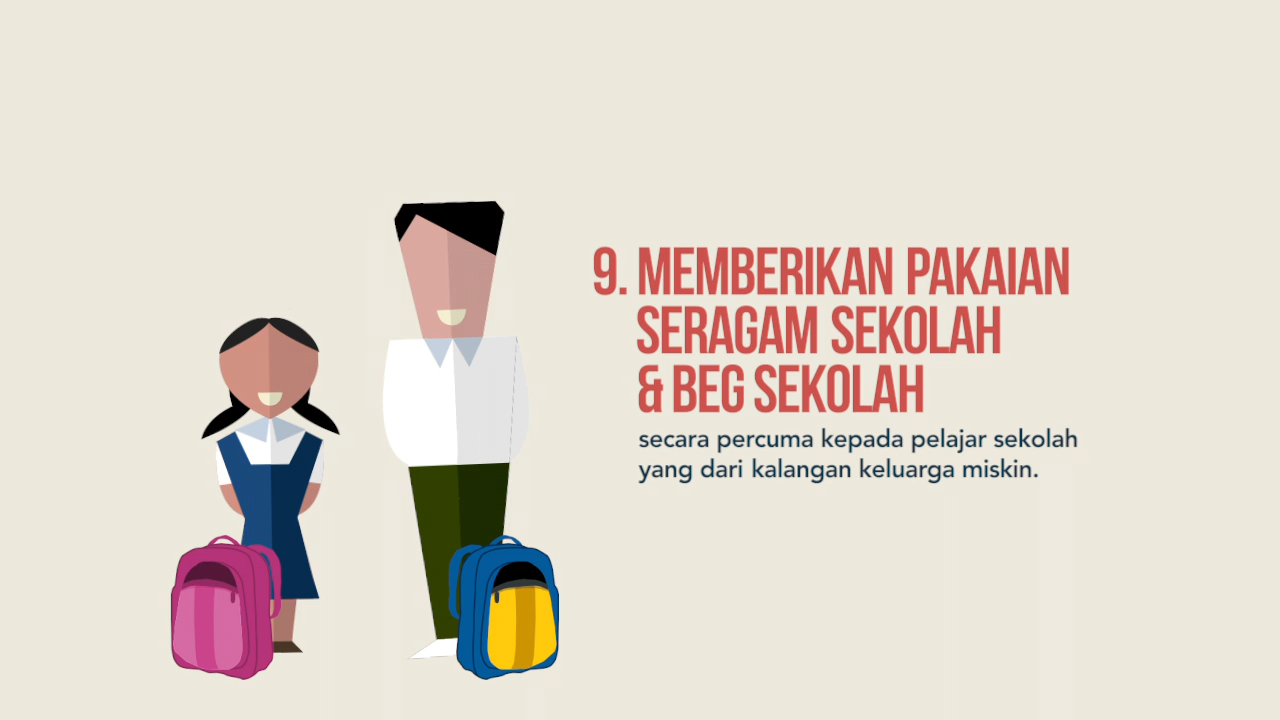 9. MEMBERIKAN PAKAIAN
SERAGAM SEKOLAH
& BEG SEKOLAH
secara percuma kepada pelajar sekolah
yang dari kalangan keluarga miskin.